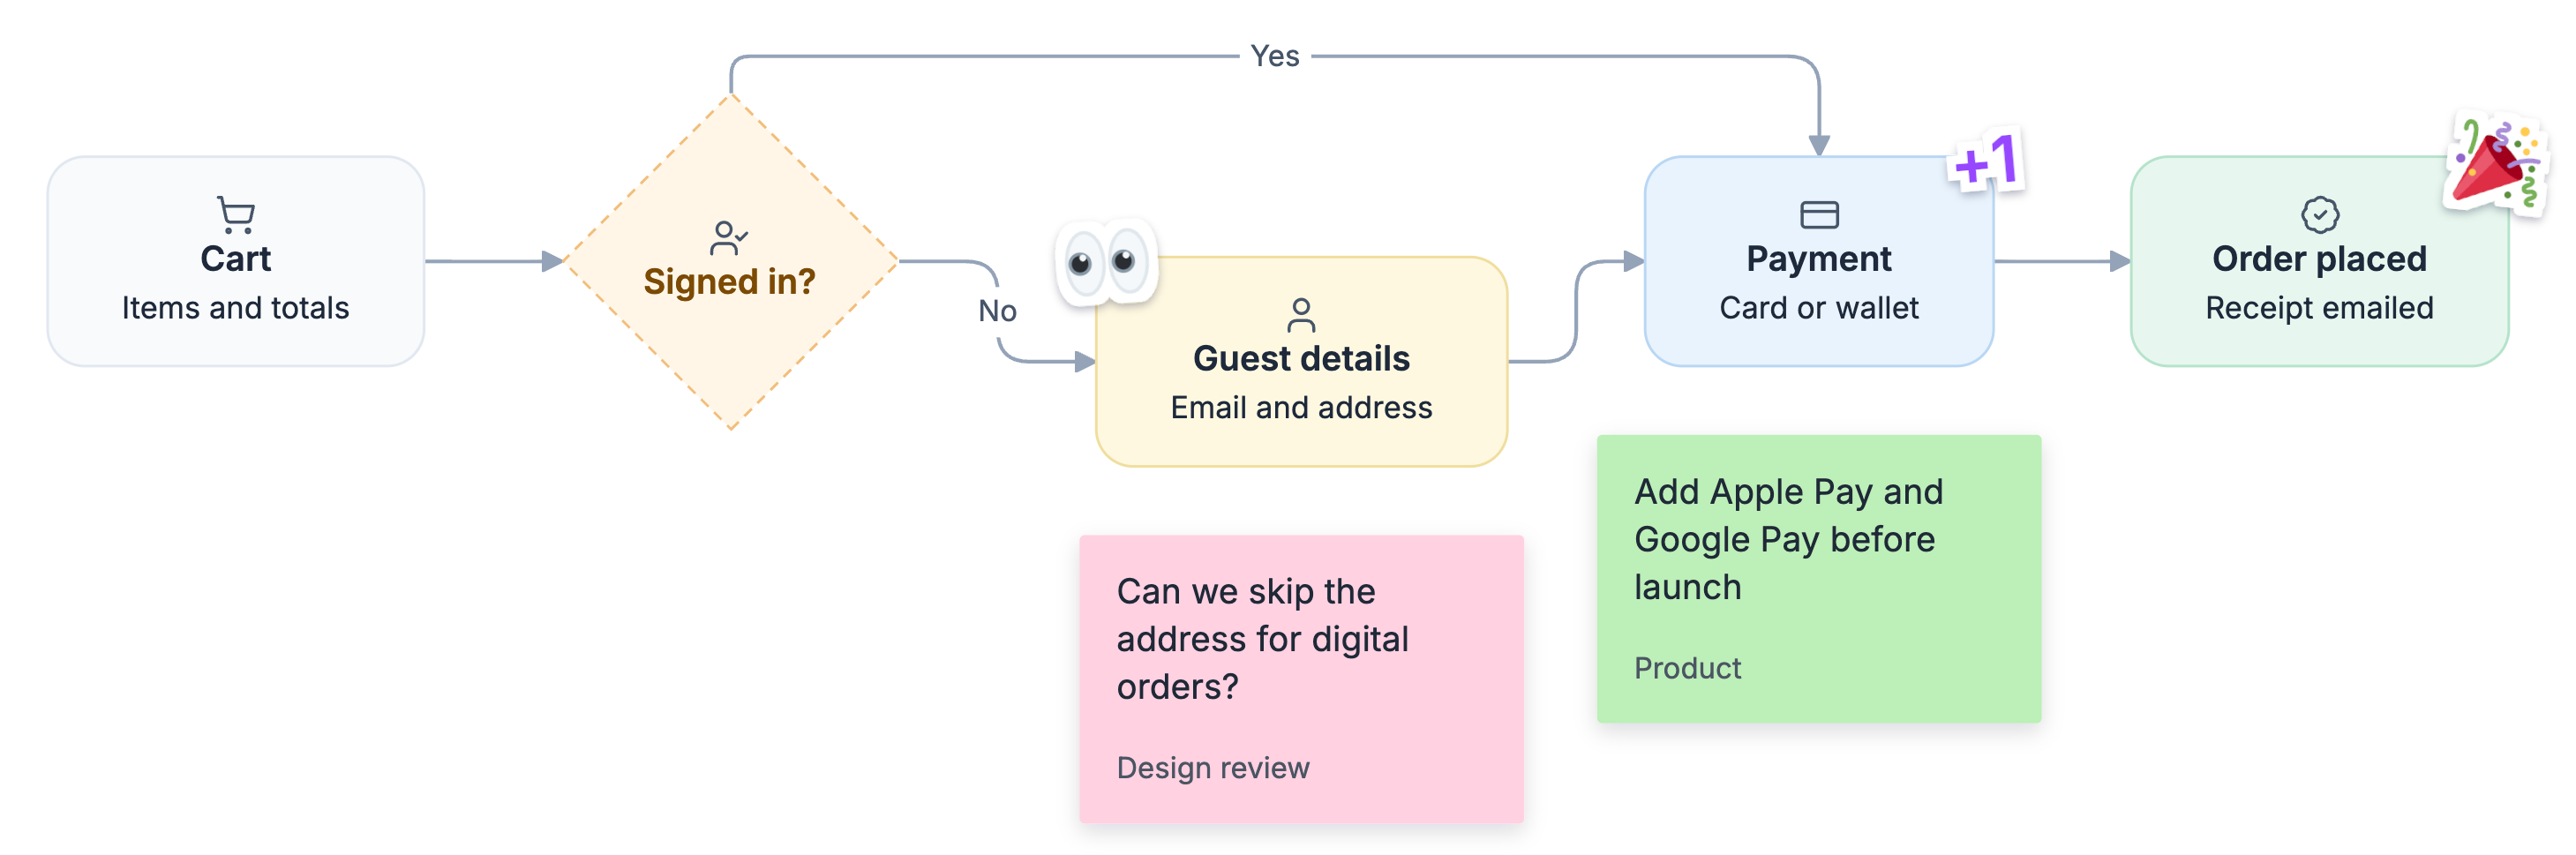 Yes
Cart
Items and totals
Signed in?
No
Guest details
Email and address
+1
Payment
Card or wallet
Order placed
Receipt emailed
Can we skip the
address for digital
orders?
Design review
Add Apple Pay and
Google Pay before
launch
Product